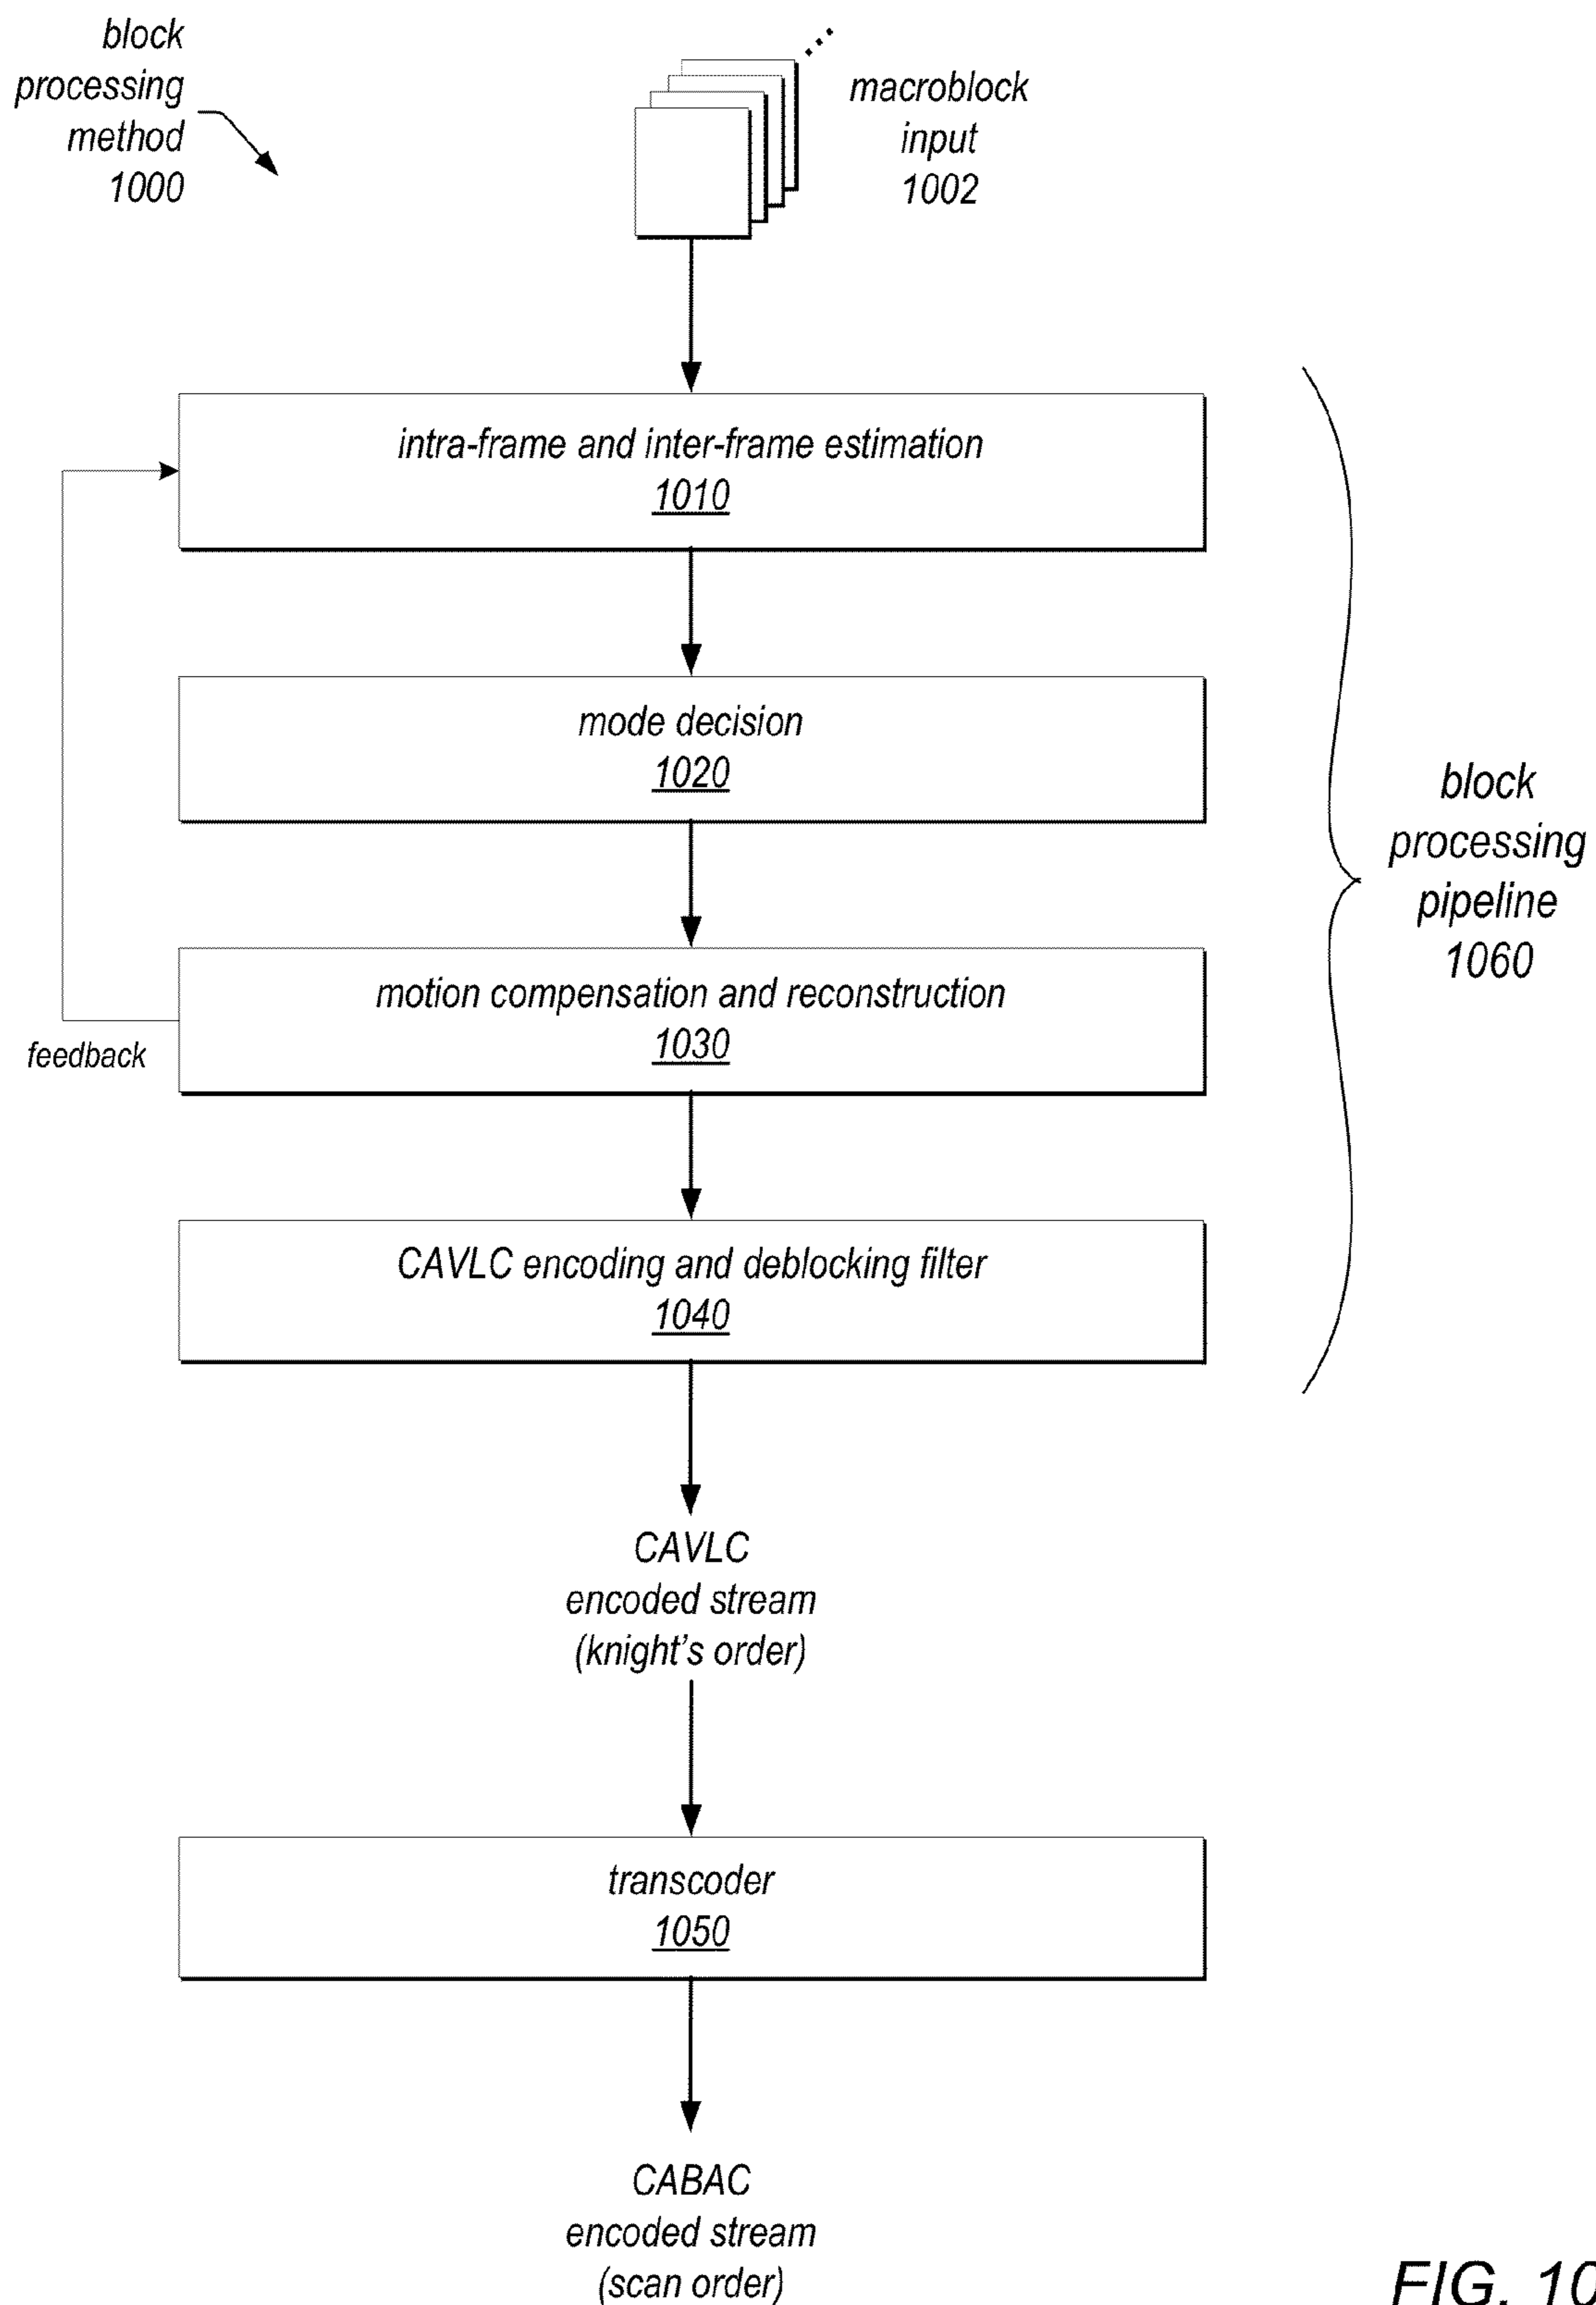 block
processing
method
1000
macroblock
input
1002
intra-frame and inter-frame estimation
1010
mode decision
1020
block
processing
pipeline
1060
motion compensation and reconstruction
1030
feedback
CAVLC encoding and deblocking filter
1040
CAVLC
encoded stream
(knight's order)
transcoder
1050
CABAC
encoded stream
(scan order)
FIG. 10